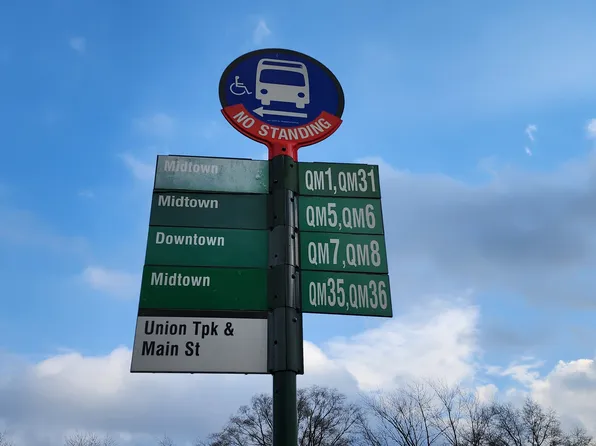 NO STANDING
Midtown QM1,QM31
Midtown QM5,QM6
Downtown QM7,QM8
Midtown QM35,QM36
Union Tpk &
Main St